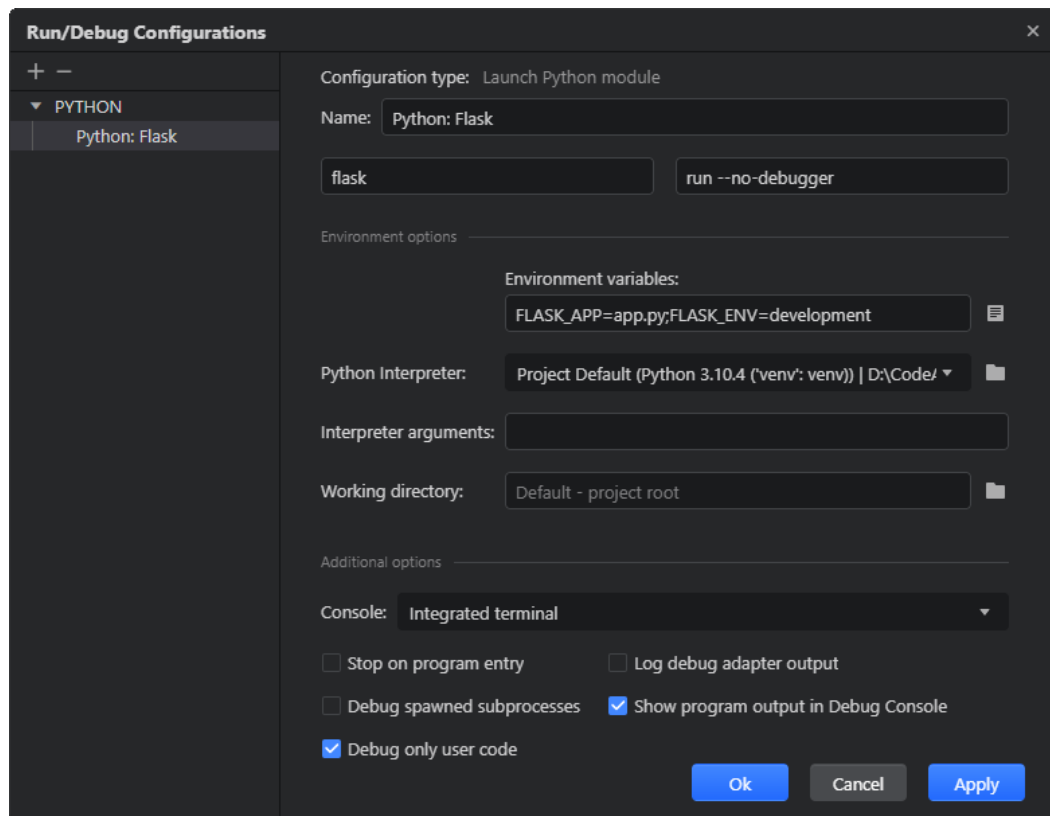 Run/Debug Configurations
PYTHON
Python: Flask
Configuration type: Launch Python module
Name: Python: Flask
flask run --no-debugger
Environment options
Environment variables:
FLASK_APP=app.py;FLASK_ENV=development
Python Interpreter: Project Default (Python 3.10.4 ('venv': venv)) | D:\Code
Interpreter arguments:
Working directory: Default - project root
Additional options
Console: Integrated terminal
Stop on program entry Log debug adapter output
Debug spawned subprocesses Show program output in Debug Console
Debug only user code
Ok Cancel Apply